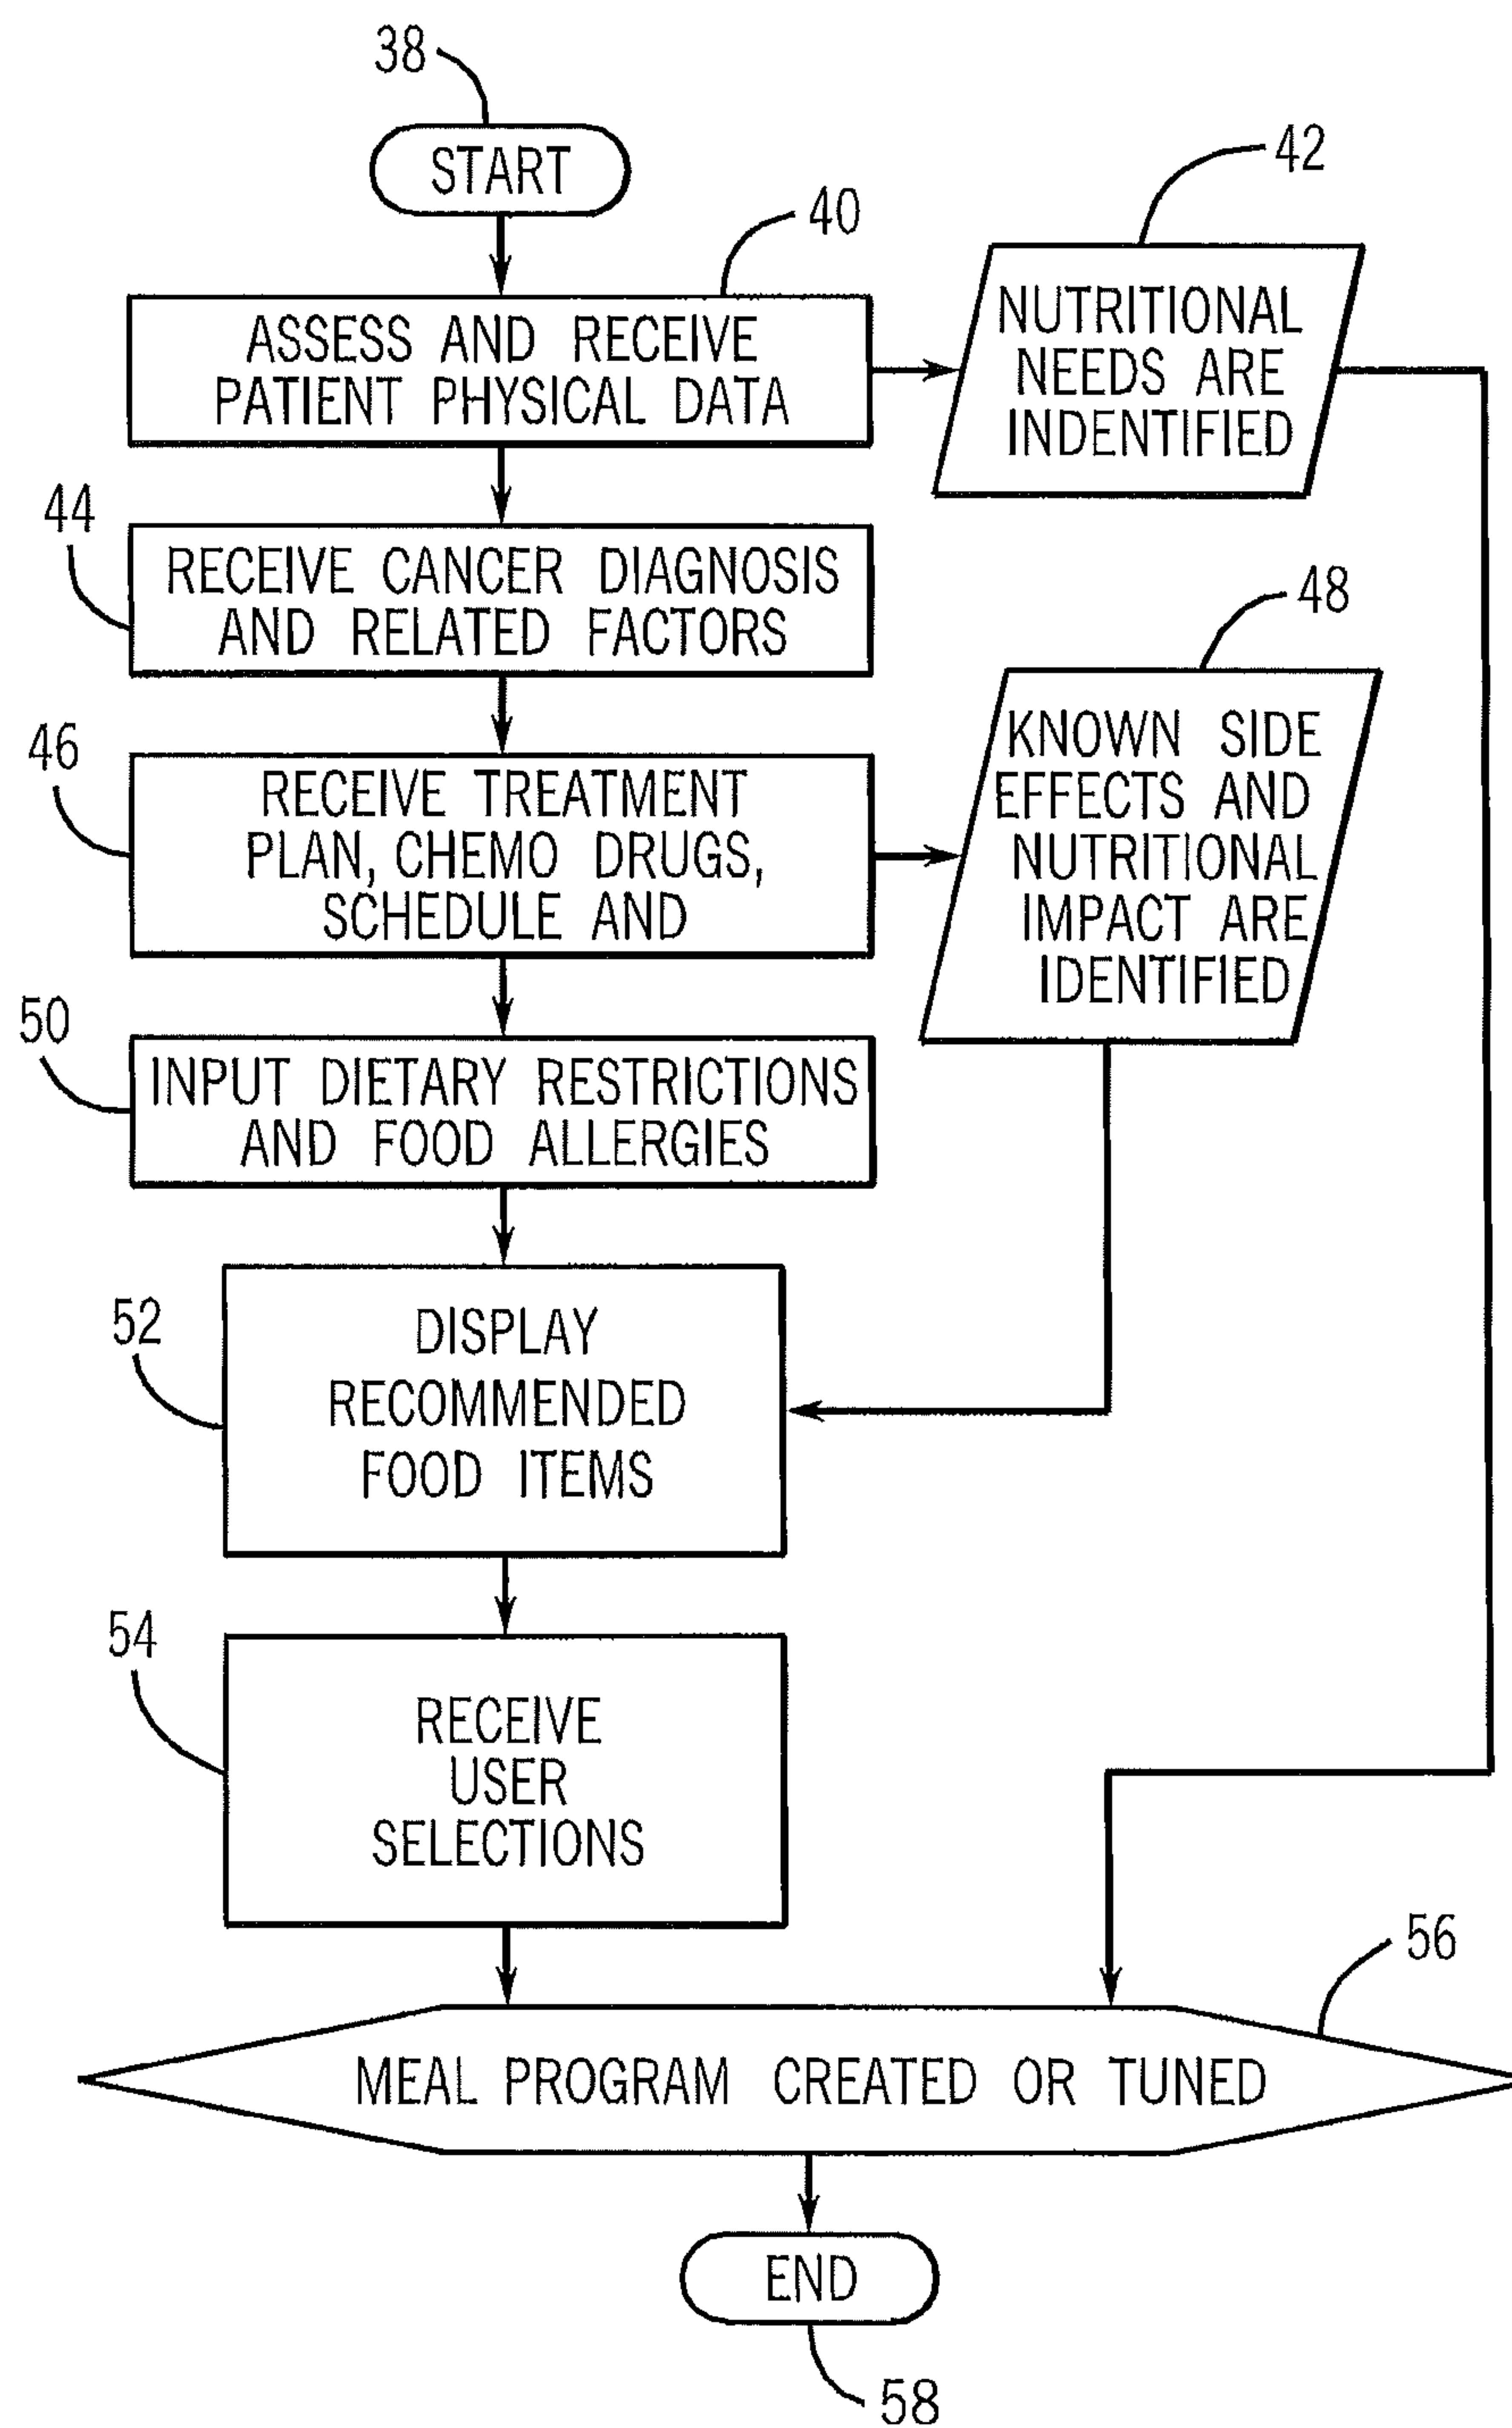 38
START
40
42
ASSESS AND RECEIVE
PATIENT PHYSICAL DATA
NUTRITIONAL
NEEDS ARE
INDENTIFIED
44
RECEIVE CANCER DIAGNOSIS
AND RELATED FACTORS
46
RECEIVE TREATMENT
PLAN, CHEMO DRUGS,
SCHEDULE AND
48
KNOWN SIDE
EFFECTS AND
NUTRITIONAL
IMPACT ARE
IDENTIFIED
50
INPUT DIETARY RESTRICTIONS
AND FOOD ALLERGIES
52
DISPLAY
RECOMMENDED
FOOD ITEMS
54
RECEIVE
USER
SELECTIONS
56
MEAL PROGRAM CREATED OR TUNED
END
58